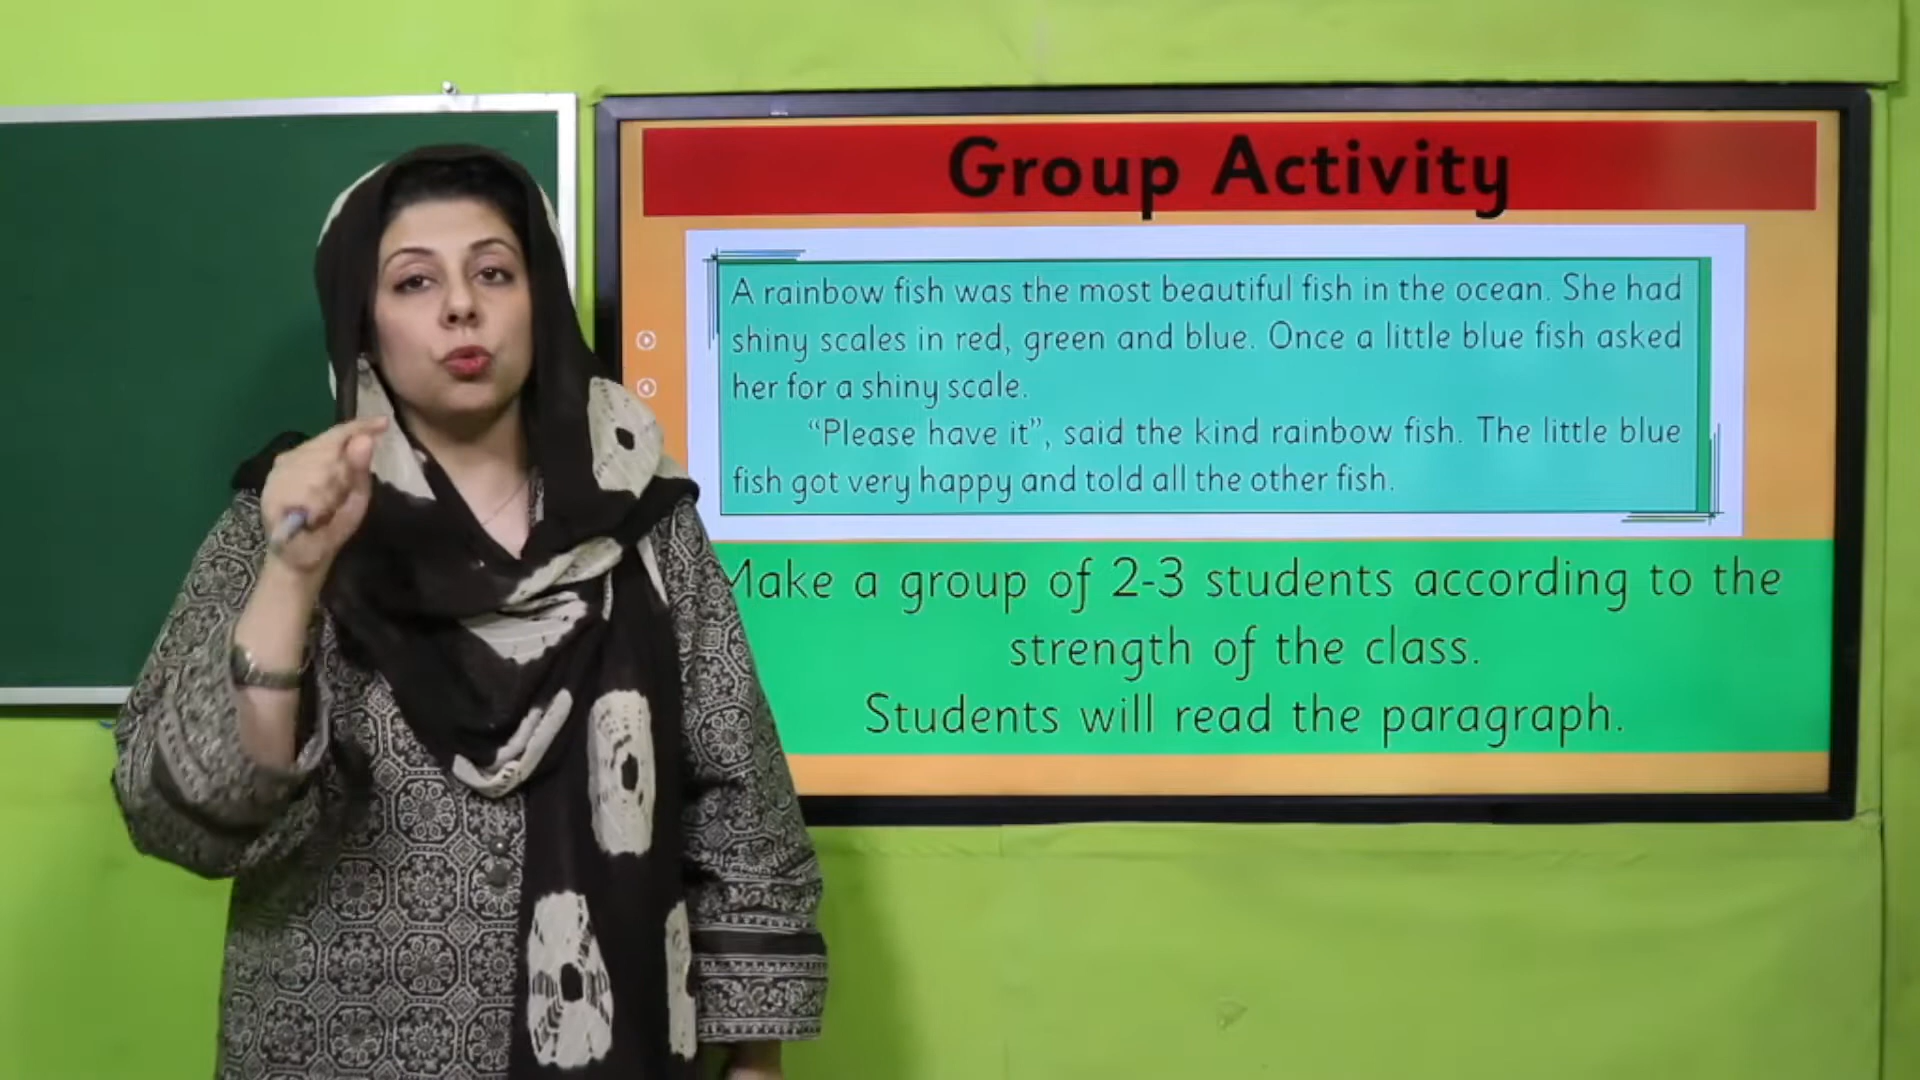 Group Activity
A rainbow fish was the most beautiful fish in the ocean. She had
shiny scales in red, green and blue. Once a little blue fish asked
her for a shiny scale.
“Please have it”, said the kind rainbow fish. The little blue
fish got very happy and told all the other fish.
Make a group of 2-3 students according to the
strength of the class.
Students will read the paragraph.